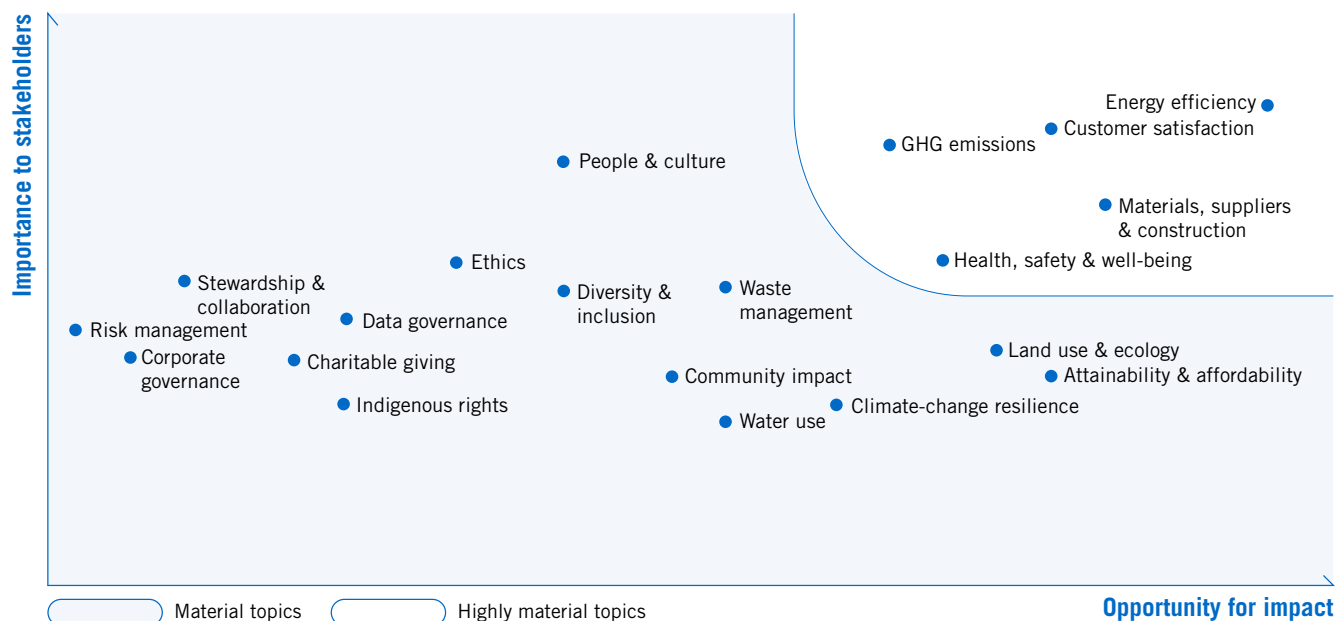 Importance to stakeholders
Energy efficiency
Customer satisfaction
GHG emissions
People & culture
Materials, suppliers
& construction
Health, safety & well-being
Ethics
Stewardship &
collaboration
Diversity &
inclusion
Waste
management
Data governance
Risk management
Corporate
governance
Charitable giving
Land use & ecology
Community impact
Attainability & affordability
Indigenous rights
Climate-change resilience
Water use
Material topics
Highly material topics
Opportunity for impact